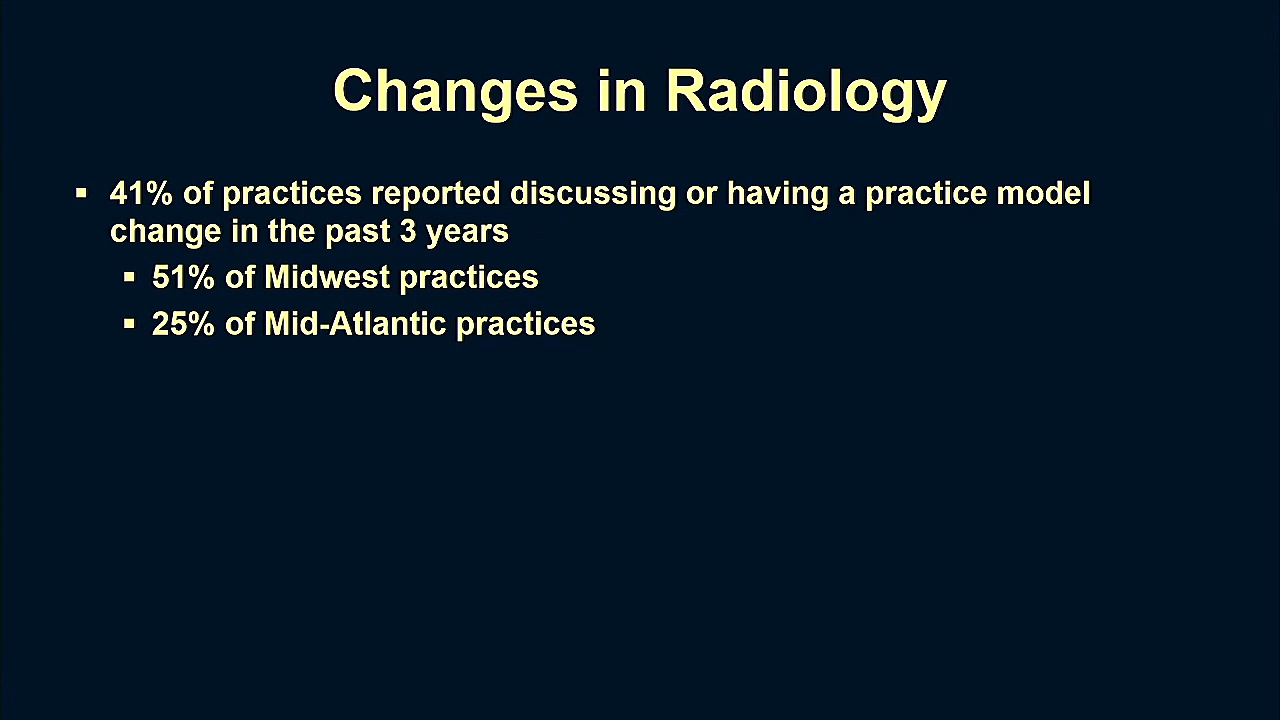 Changes in Radiology
▪ 41% of practices reported discussing or having a practice model
change in the past 3 years
▪ 51% of Midwest practices
▪ 25% of Mid-Atlantic practices